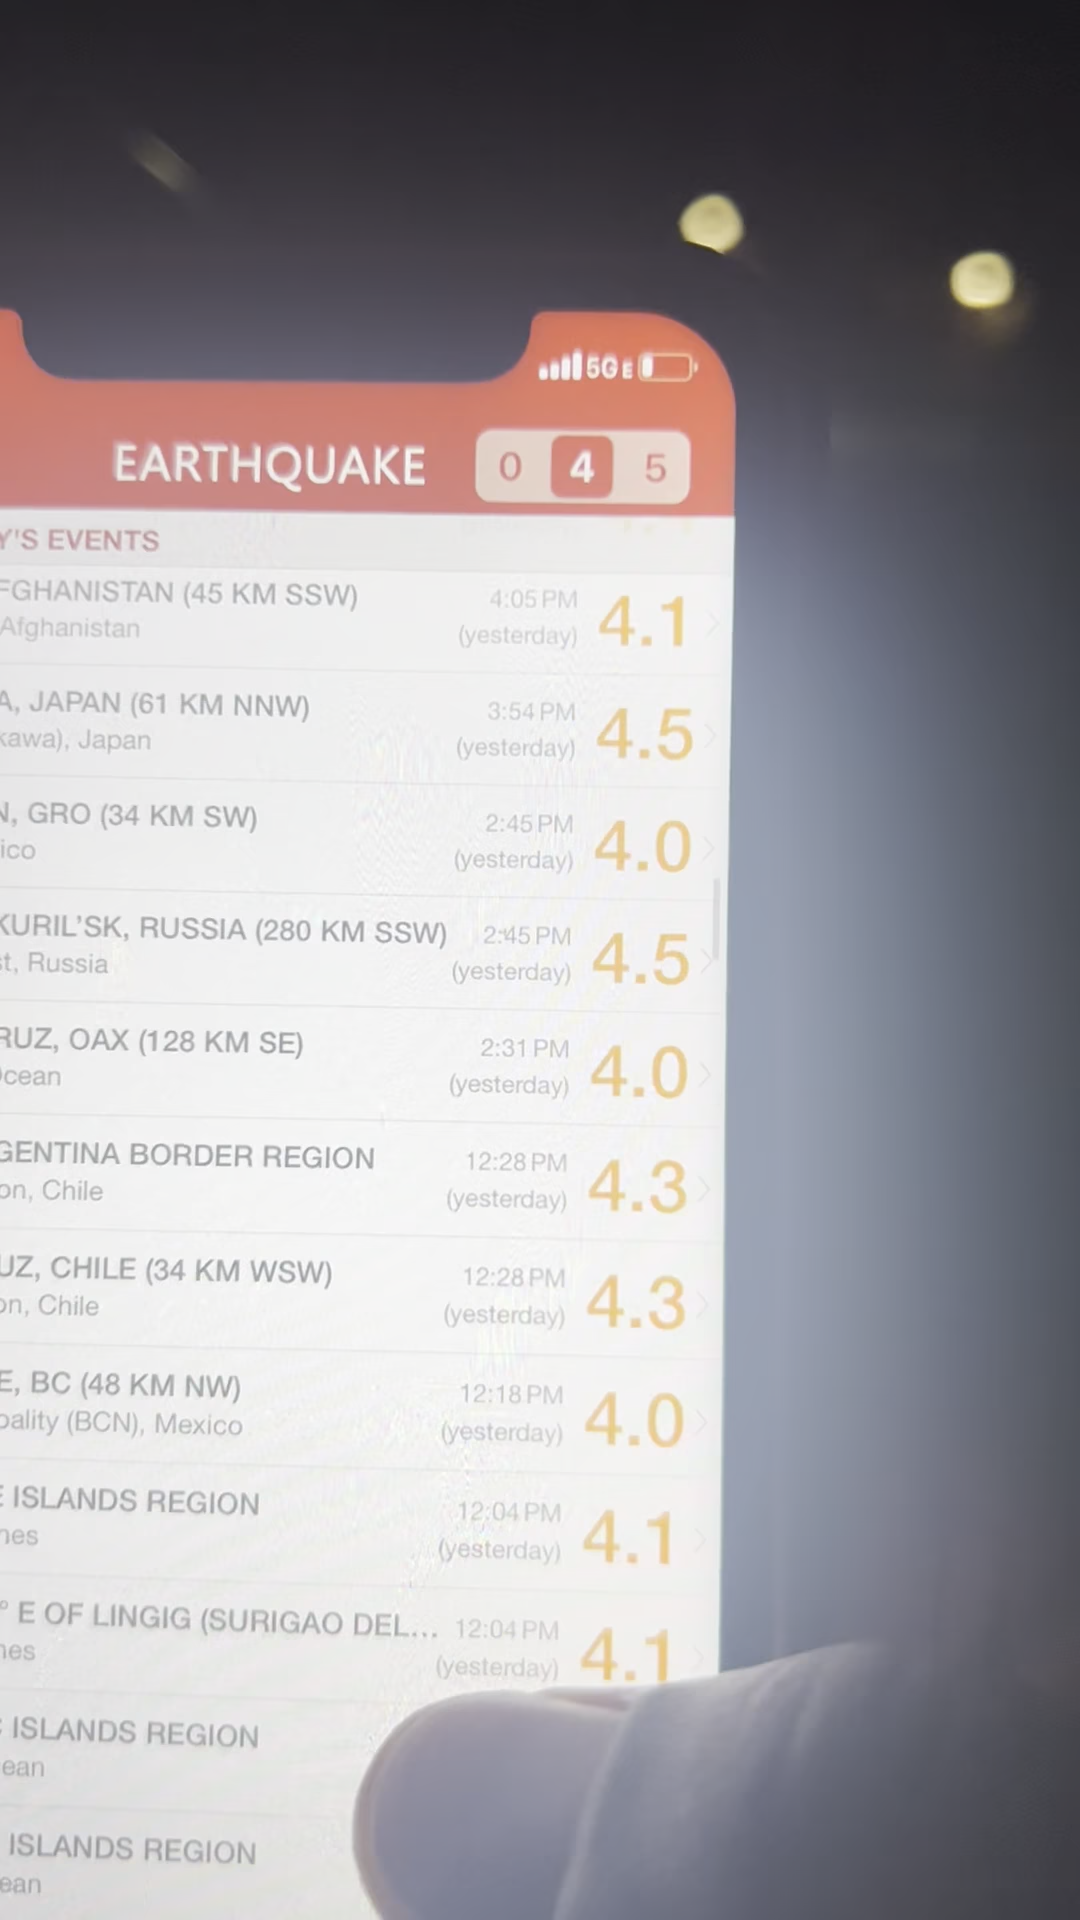 5G E
EARTHQUAKE 0 4 5
Y'S EVENTS
FGHANISTAN (45 KM SSW) 4:05 PM 4.1
Afghanistan (yesterday)
A, JAPAN (61 KM NNW) 3:54 PM 4.5
kawa), Japan (yesterday)
N, GRO (34 KM SW) 2:45 PM 4.0
ico (yesterday)
KURIL'SK, RUSSIA (280 KM SSW) 2:45 PM 4.5
st, Russia (yesterday)
RUZ, OAX (128 KM SE) 2:31 PM 4.0
Ocean (yesterday)
GENTINA BORDER REGION 12:28 PM 4.3
on, Chile (yesterday)
UZ, CHILE (34 KM WSW) 12:28 PM 4.3
on, Chile (yesterday)
E, BC (48 KM NW) 12:18 PM 4.0
pality (BCN), Mexico (yesterday)
E ISLANDS REGION 12:04 PM 4.1
nes (yesterday)
° E OF LINGIG (SURIGAO DEL... 12:04 PM 4.1
nes (yesterday)
ISLANDS REGION
ean
ISLANDS REGION
ean